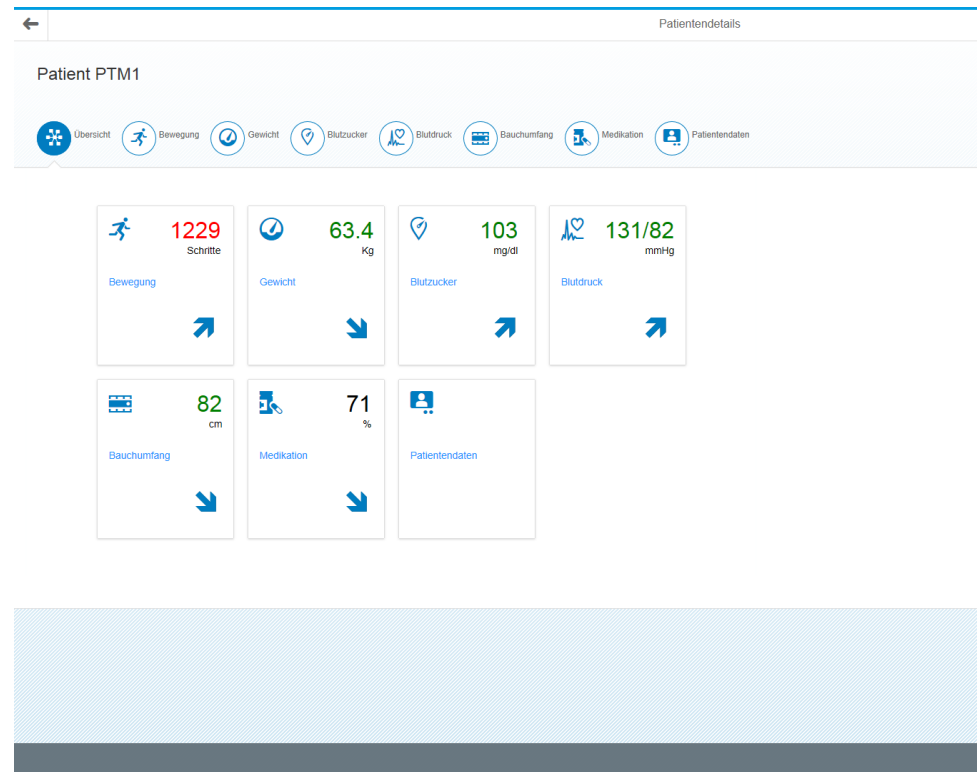 Patientendetails
Patient PTM1
Übersicht Bewegung Gewicht Blutzucker Blutdruck Bauchumfang Medikation Patientendaten
1229
Schritte
Bewegung
63.4
Kg
Gewicht
103
mg/dl
Blutzucker
131/82
mmHg
Blutdruck
82
cm
Bauchumfang
71
%
Medikation
Patientendaten